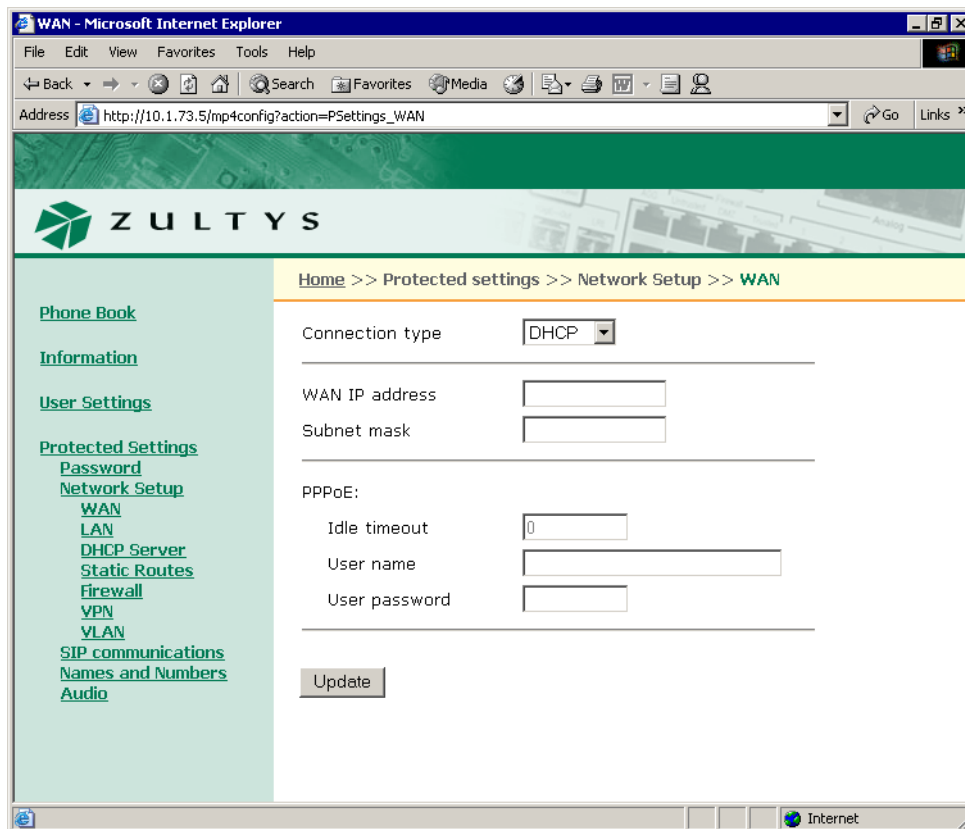 WAN - Microsoft Internet Explorer
File Edit View Favorites Tools Help
Back Search Favorites Media
Address http://10.1.73.5/mp4config?action=PSettings_WAN Go Links »
ZULTYS
Analog
Home >> Protected settings >> Network Setup >> WAN
Phone Book
Information
User Settings
Protected Settings
Password
Network Setup
WAN
LAN
DHCP Server
Static Routes
Firewall
VPN
VLAN
SIP communications
Names and Numbers
Audio
Connection type DHCP
WAN IP address
Subnet mask
PPPoE:
Idle timeout 0
User name
User password
Update
Internet